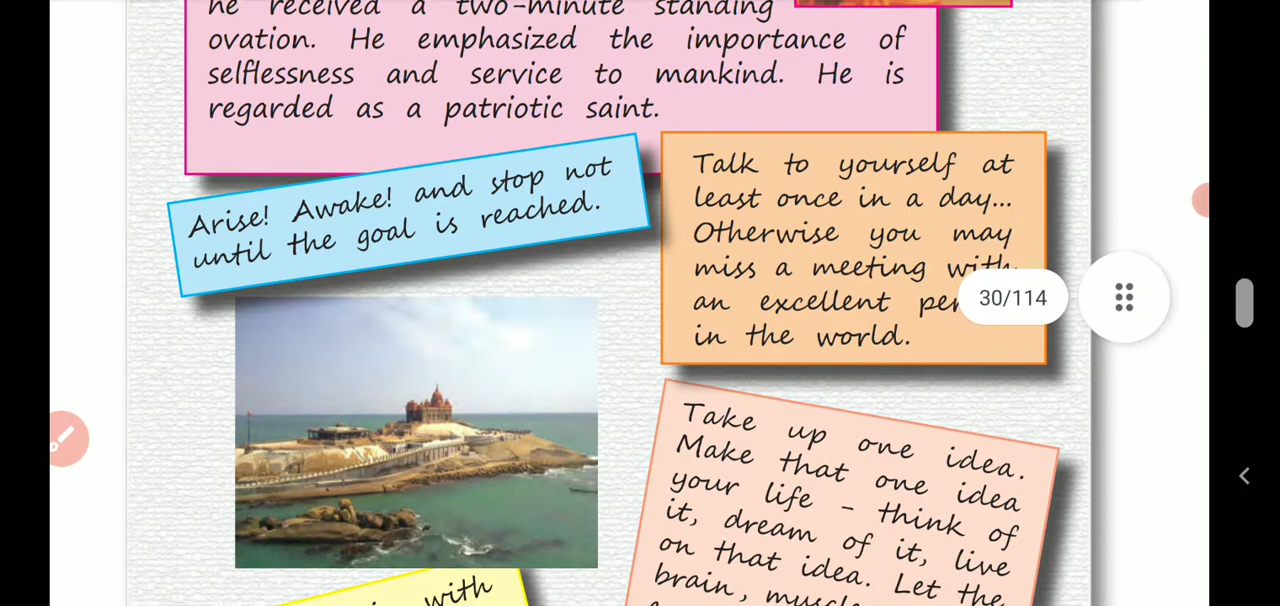 he received a two-minute standing
ovation. He emphasized the importance of
selflessness and service to mankind. He is
regarded as a patriotic saint.
Arise! Awake! and stop not
until the goal is reached.
Talk to yourself at
least once in a day...
Otherwise you may
miss a meeting with
an excellent
in the world.
30/114
Take up one idea.
Make that one idea
your life - think of
it, dream of it, live
on that idea. Let the
brain,
with